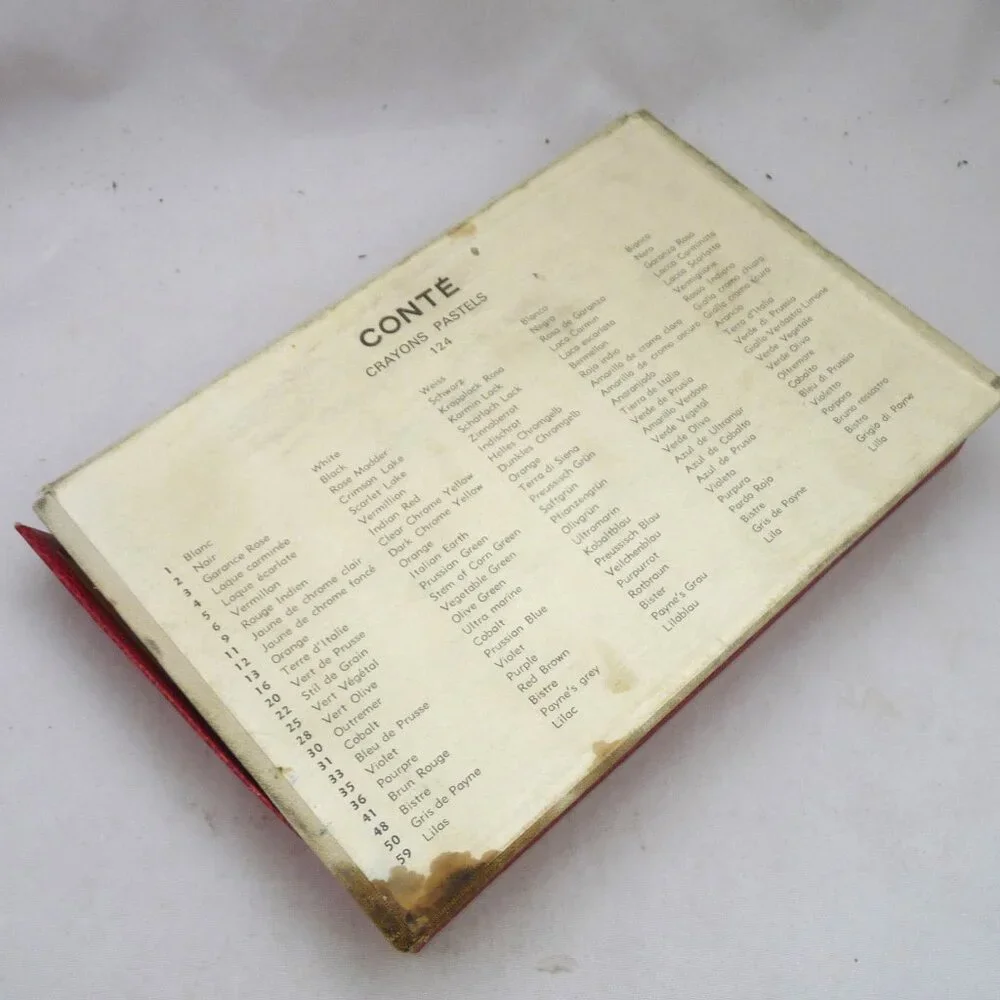 CONTÉ
CRAYONS PASTELS
124
1 Blanc White Weiss Blanco Bianco
2 Noir Black Schwarz Negro Nero
3 Garance Rose Rose Madder Krapplack Rosa Rosa de Garanza Garanza Rosa
4 Laque carminée Crimson Lake Karmin Lack Laca Carmin Lacca Carminata
5 Laque écarlate Scarlet Lake Scharlach Lack Laca escarlata Lacca Scarlatta
6 Vermillon Vermillion Zinnoberrot Bermellon Vermiglione
9 Rouge Indien Indian Red Indischrot Rojo indio Rosso Indiano
11 Jaune de chrome clair Clear Chrome Yellow Helles Chromgelb Amarillo de cromo claro Giallo cromo chiaro
12 Jaune de chrome foncé Dark Chrome Yellow Dunkles Chromgelb Amarillo de cromo oscuro Giallo cromo scuro
13 Orange Orange Orange Anaranjado Arancio
16 Terre d'Italie Italian Earth Terra di Siena Tierra de Italia Terra d'Italia
20 Vert de Prusse Prussian Green Preussisch Grün Verde de Prusia Verde di Prussia
22 Stil de Grain Stem of Corn Green Saftgrün Amarillo Verdoso Giallo-Verdastro-Limone
25 Vert Végétal Vegetable Green Pflanzengrün Verde Vegetal Verde Vegetale
28 Vert Olive Olive Green Olivgrün Verde Oliva Verde Oliva
30 Outremer Ultra marine Ultramarin Azul de Ultramar Oltremare
31 Cobalt Cobalt Kobaltblau Azul de Cobalto Cobalto
33 Bleu de Prusse Prussian Blue Preussisch Blau Azul de Prusia Bleu di Prussia
35 Violet Violet Veilchenblau Violeta Violetto
36 Pourpre Purple Purpurrot Purpura Porpora
41 Brun Rouge Red Brown Rotbraun Pardo Rojo Bruno rossastro
48 Bistre Bistre Bister Bistre Bistro
50 Gris de Payne Payne's grey Payne's Grau Gris de Payne Grigio di Payne
59 Lilas Lilac Lilablau Lila Lilla